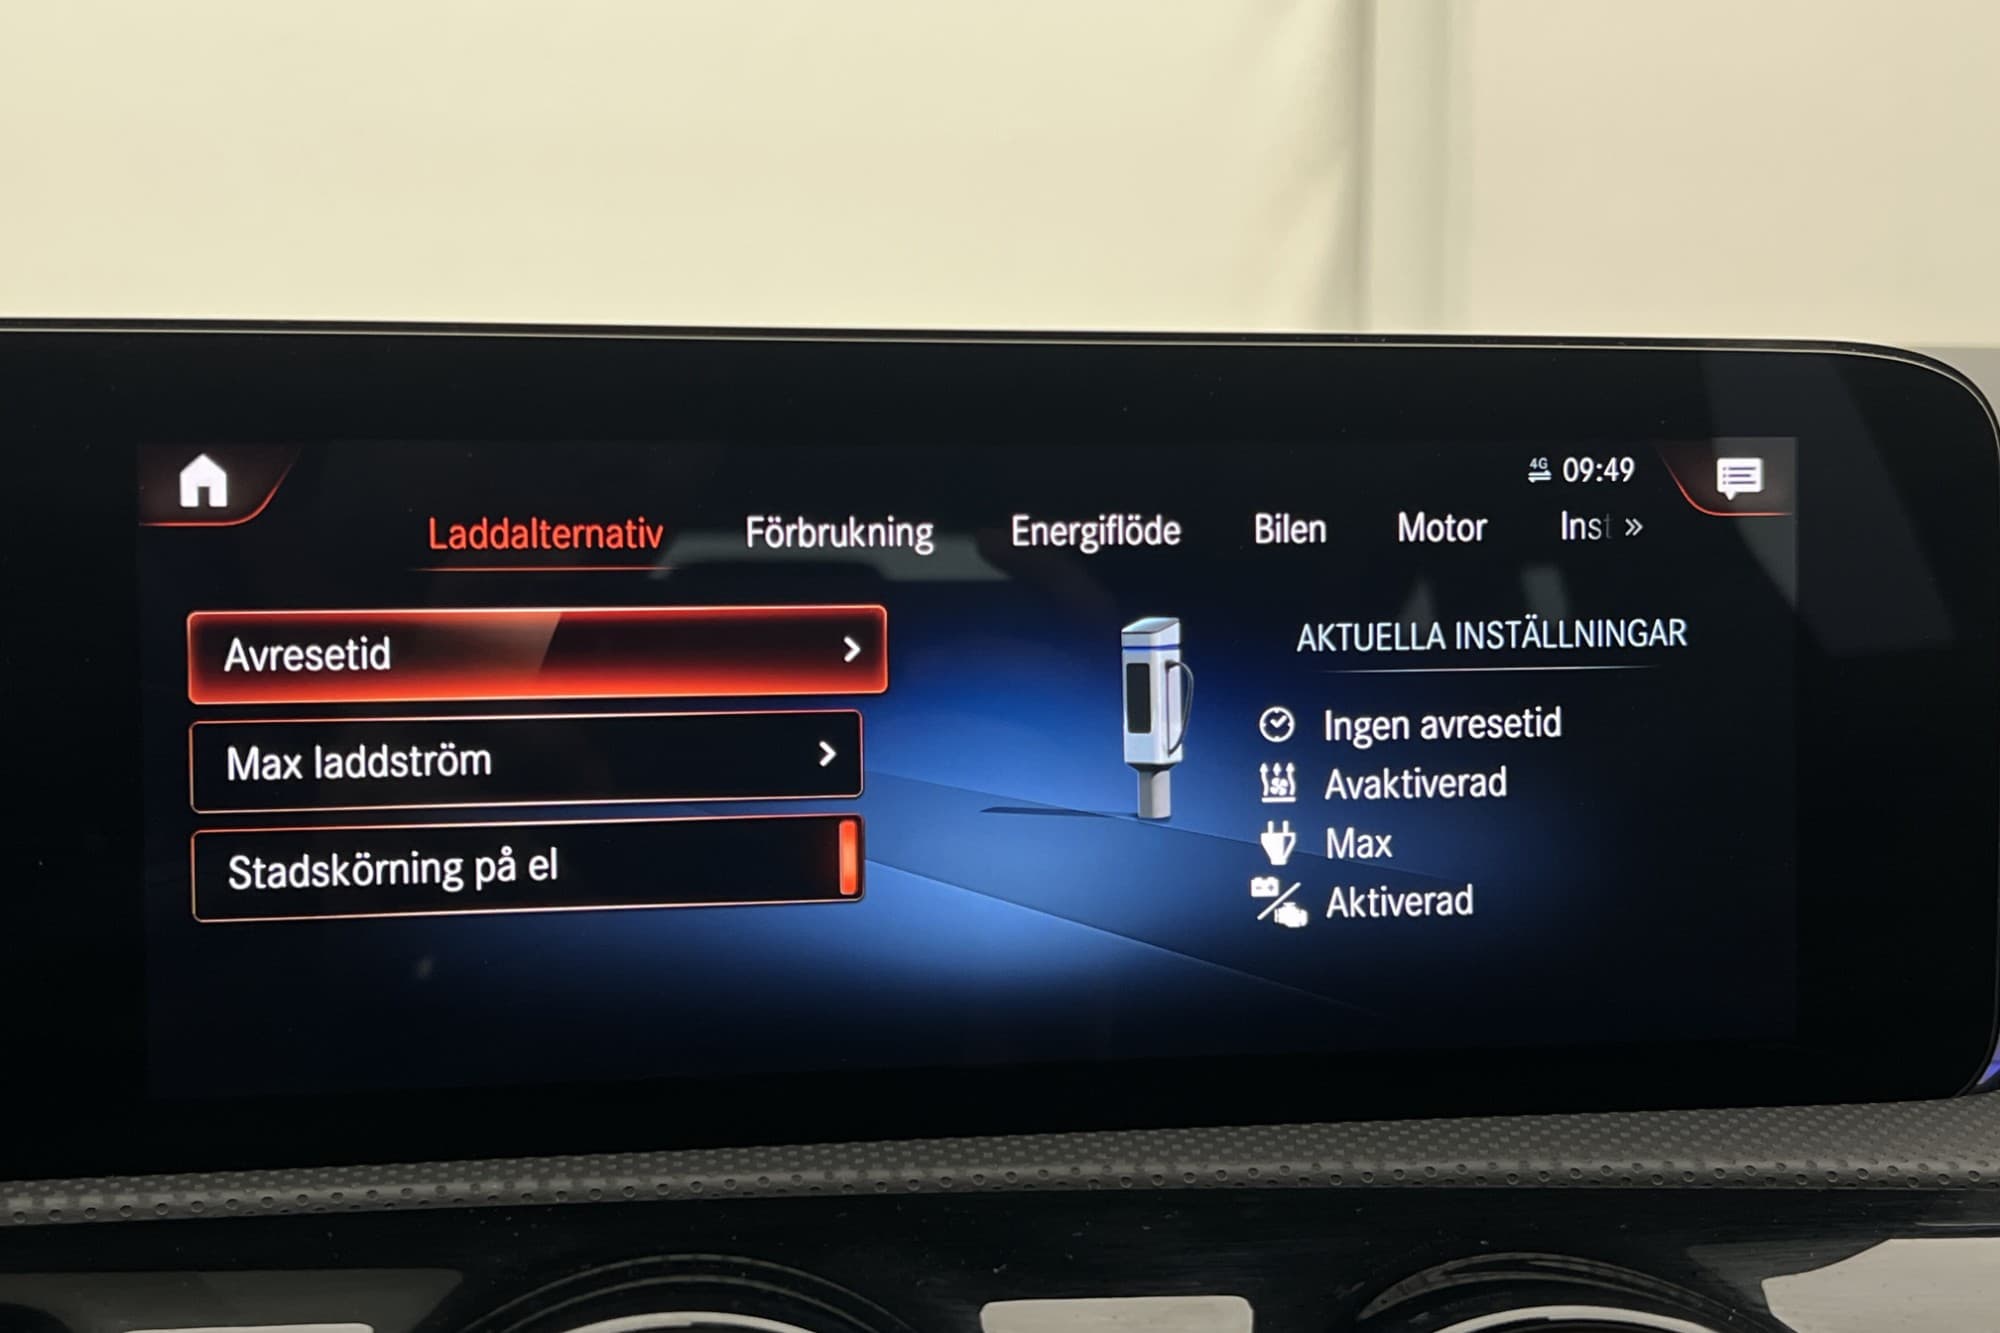 4G 09:49
Laddalternativ Förbrukning Energiflöde Bilen Motor Inst »
Avresetid
Max laddström
Stadskörning på el
AKTUELLA INSTÄLLNINGAR
Ingen avresetid
Avaktiverad
Max
Aktiverad